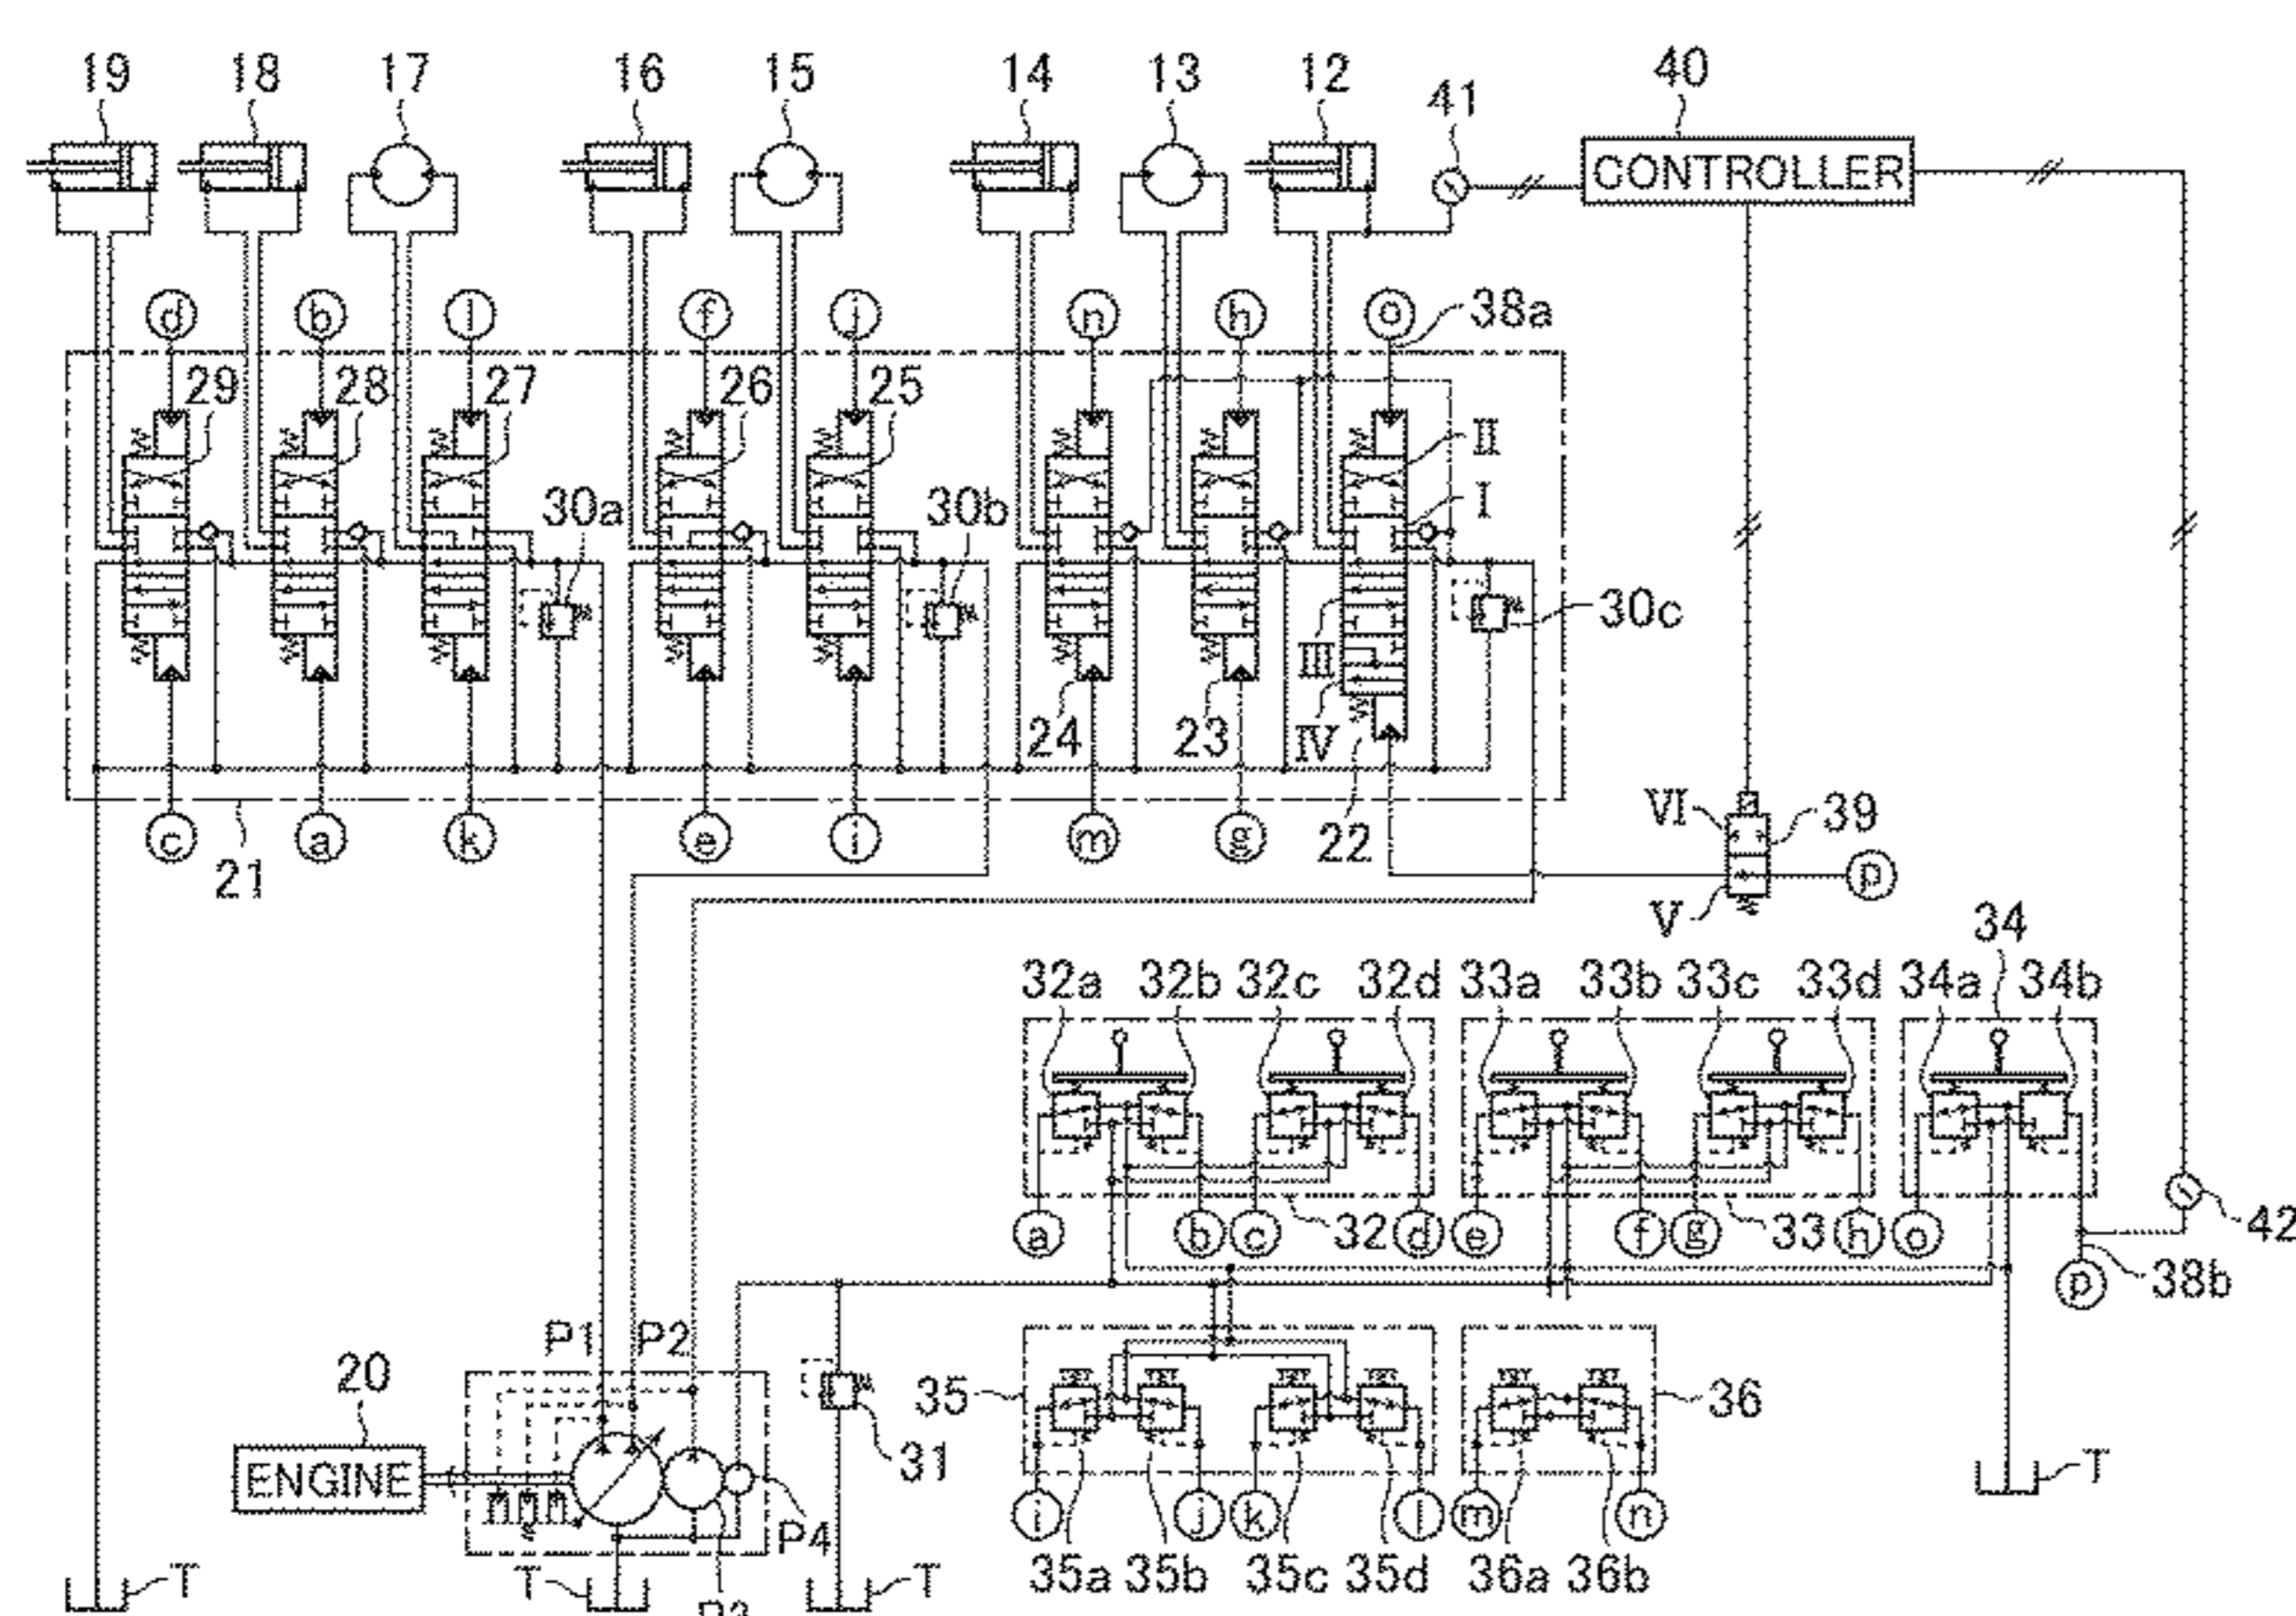 19 18 17 16 15 14 13 12 41 40
CONTROLLER
d b l f j n h o 38a
29 28 27 26 25 II
30a 30b I
30c
III
24 23 IV
c a k e i m g 22 VI 39
21 V p
34
32a 32b 32c 32d 33a 33b 33c 33d 34a 34b
a b c 32 d e f g 33 h o 42
p 38b
P1 P2
20 35 36
ENGINE 31 T
P4 i j k l m n
T T T 35a 35b 35c 35d 36a 36b
P3